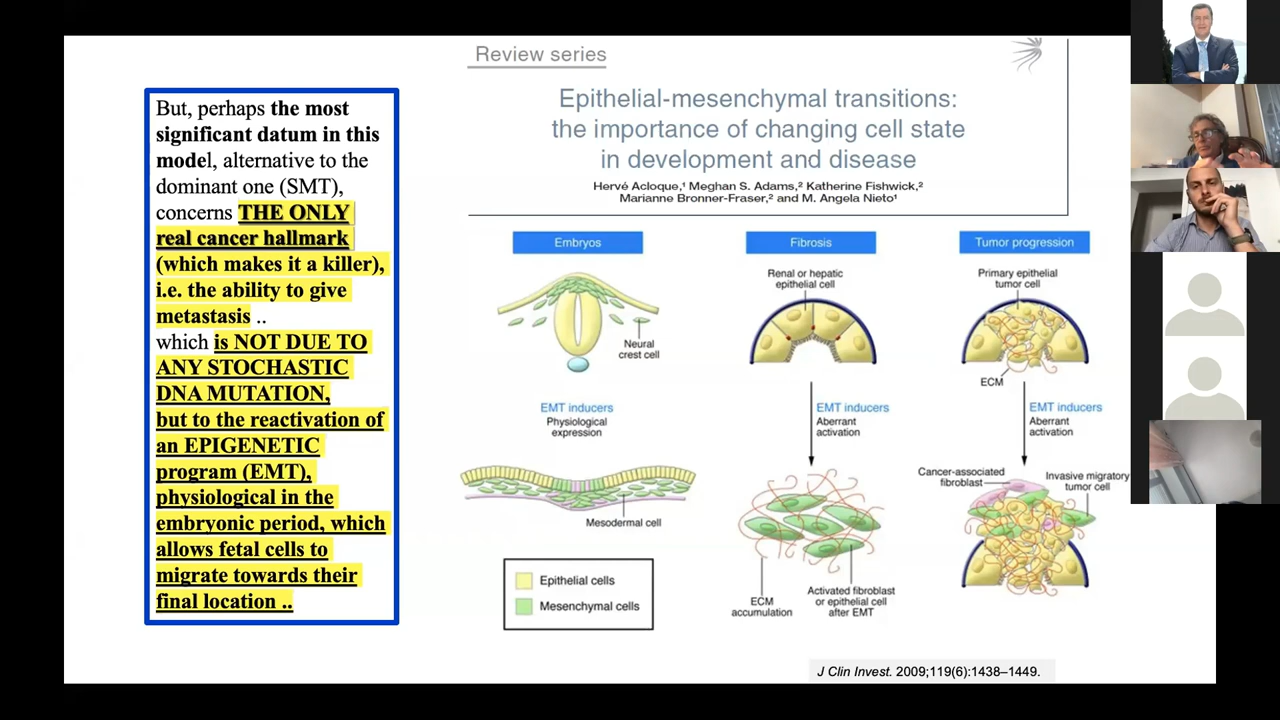 But, perhaps the most
significant datum in this
model, alternative to the
dominant one (SMT),
concerns THE ONLY
real cancer hallmark
(which makes it a killer),
i.e. the ability to give
metastasis ..
which is NOT DUE TO
ANY STOCHASTIC
DNA MUTATION,
but to the reactivation of
an EPIGENETIC
program (EMT),
physiological in the
embryonic period, which
allows fetal cells to
migrate towards their
final location ..
Review series
Epithelial-mesenchymal transitions:
the importance of changing cell state
in development and disease
Hervé Acloque,¹ Meghan S. Adams,² Katherine Fishwick,²
Marianne Bronner-Fraser,² and M. Angela Nieto¹
Embryos
Neural
crest cell
EMT inducers
Physiological
expression
Mesodermal cell
Epithelial cells
Mesenchymal cells
Fibrosis
Renal or hepatic
epithelial cell
EMT inducers
Aberrant
activation
ECM
accumulation
Activated fibroblast
or epithelial cell
after EMT
Tumor progression
Primary epithelial
tumor cell
ECM
EMT inducers
Aberrant
activation
Cancer-associated
fibroblast
Invasive migratory
tumor cell
J Clin Invest. 2009;119(6):1438–1449.